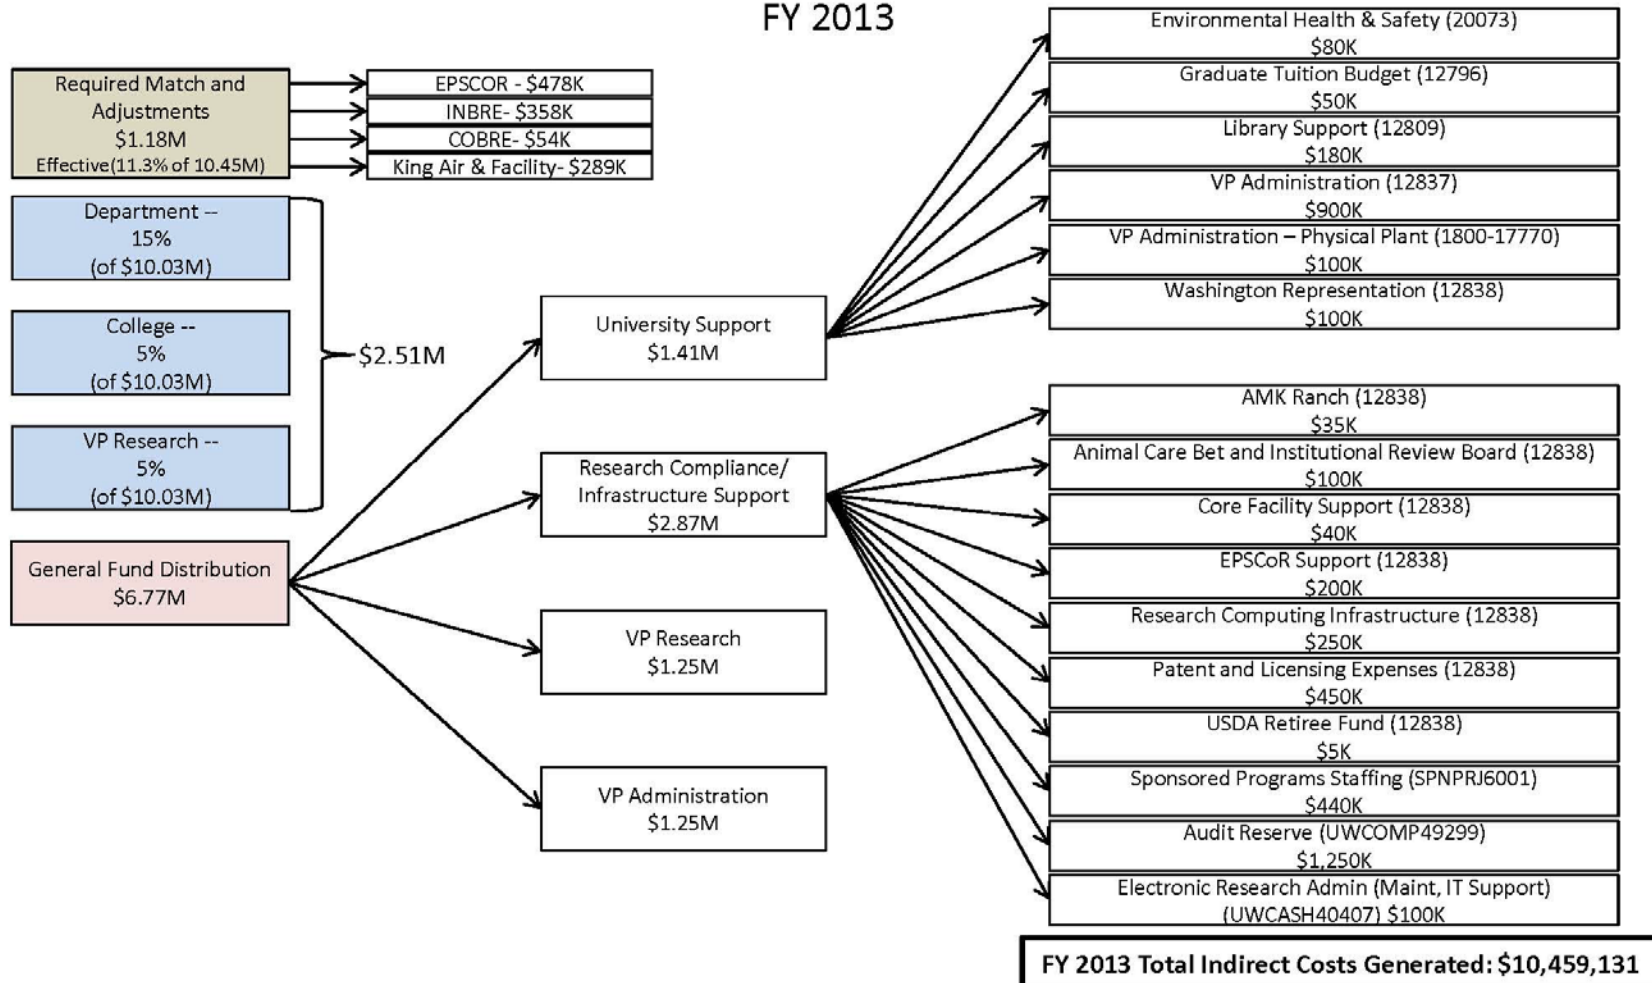 FY 2013
Required Match and
Adjustments
$1.18M
Effective(11.3% of 10.45M)
EPSCOR - $478K
INBRE- $358K
COBRE- $54K
King Air & Facility- $289K
Department --
15%
(of $10.03M)
College --
5%
(of $10.03M)
VP Research --
5%
(of $10.03M)
$2.51M
General Fund Distribution
$6.77M
University Support
$1.41M
Research Compliance/
Infrastructure Support
$2.87M
VP Research
$1.25M
VP Administration
$1.25M
Environmental Health & Safety (20073)
$80K
Graduate Tuition Budget (12796)
$50K
Library Support (12809)
$180K
VP Administration (12837)
$900K
VP Administration – Physical Plant (1800-17770)
$100K
Washington Representation (12838)
$100K
AMK Ranch (12838)
$35K
Animal Care Bet and Institutional Review Board (12838)
$100K
Core Facility Support (12838)
$40K
EPSCoR Support (12838)
$200K
Research Computing Infrastructure (12838)
$250K
Patent and Licensing Expenses (12838)
$450K
USDA Retiree Fund (12838)
$5K
Sponsored Programs Staffing (SPNPRJ6001)
$440K
Audit Reserve (UWCOMP49299)
$1,250K
Electronic Research Admin (Maint, IT Support)
(UWCASH40407) $100K
FY 2013 Total Indirect Costs Generated: $10,459,131